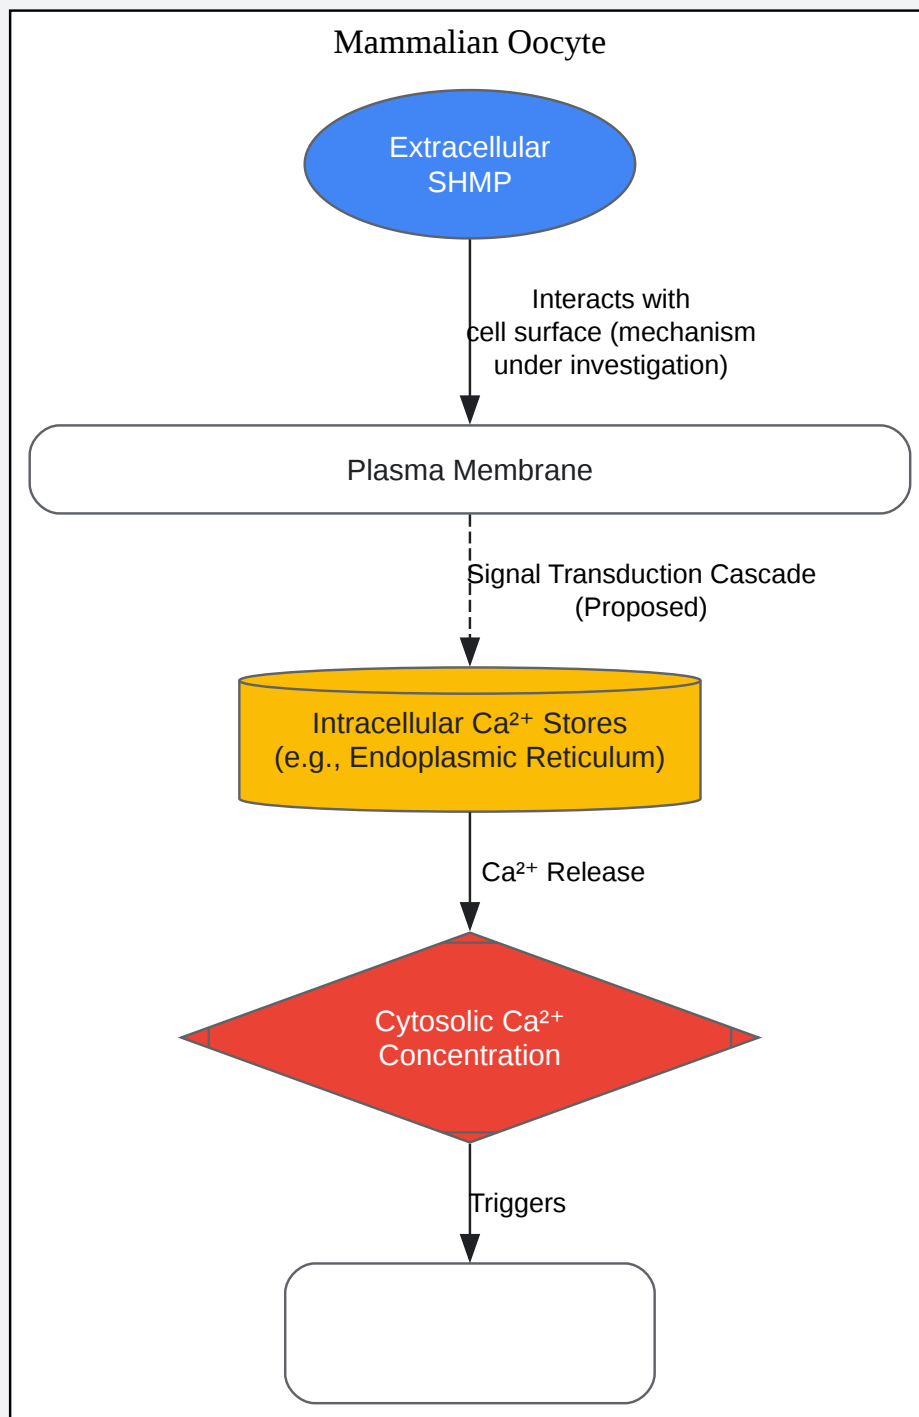 Mammalian Oocyte
Extracellular
SHMP
Interacts with
cell surface (mechanism
under investigation)
Plasma Membrane
Signal Transduction Cascade
(Proposed)
Intracellular Ca²⁺ Stores
(e.g., Endoplasmic Reticulum)
Ca²⁺ Release
Cytosolic Ca²⁺
Concentration
Triggers